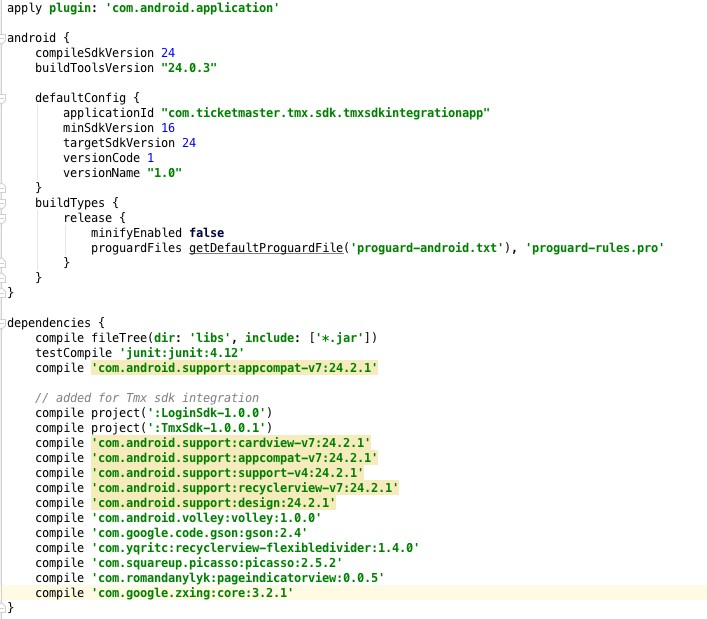 apply plugin: 'com.android.application'
android {
compileSdkVersion 24
buildToolsVersion "24.0.3"
defaultConfig {
applicationId "com.ticketmaster.tmx.sdk.tmxsdkintegrationapp"
minSdkVersion 16
targetSdkVersion 24
versionCode 1
versionName "1.0"
}
buildTypes {
release {
minifyEnabled false
proguardFiles getDefaultProguardFile('proguard-android.txt'), 'proguard-rules.pro'
}
}
}
dependencies {
compile fileTree(dir: 'libs', include: ['*.jar'])
testCompile 'junit:junit:4.12'
compile 'com.android.support:appcompat-v7:24.2.1'
// added for Tmx sdk integration
compile project(':LoginSdk-1.0.0')
compile project(':TmxSdk-1.0.0.1')
compile 'com.android.support:cardview-v7:24.2.1'
compile 'com.android.support:appcompat-v7:24.2.1'
compile 'com.android.support:support-v4:24.2.1'
compile 'com.android.support:recyclerview-v7:24.2.1'
compile 'com.android.support:design:24.2.1'
compile 'com.android.volley:volley:1.0.0'
compile 'com.google.code.gson:gson:2.4'
compile 'com.yqritc:recyclerview-flexibledivider:1.4.0'
compile 'com.squareup.picasso:picasso:2.5.2'
compile 'com.romandanylyk:pageindicatorview:0.0.5'
compile 'com.google.zxing:core:3.2.1'
}